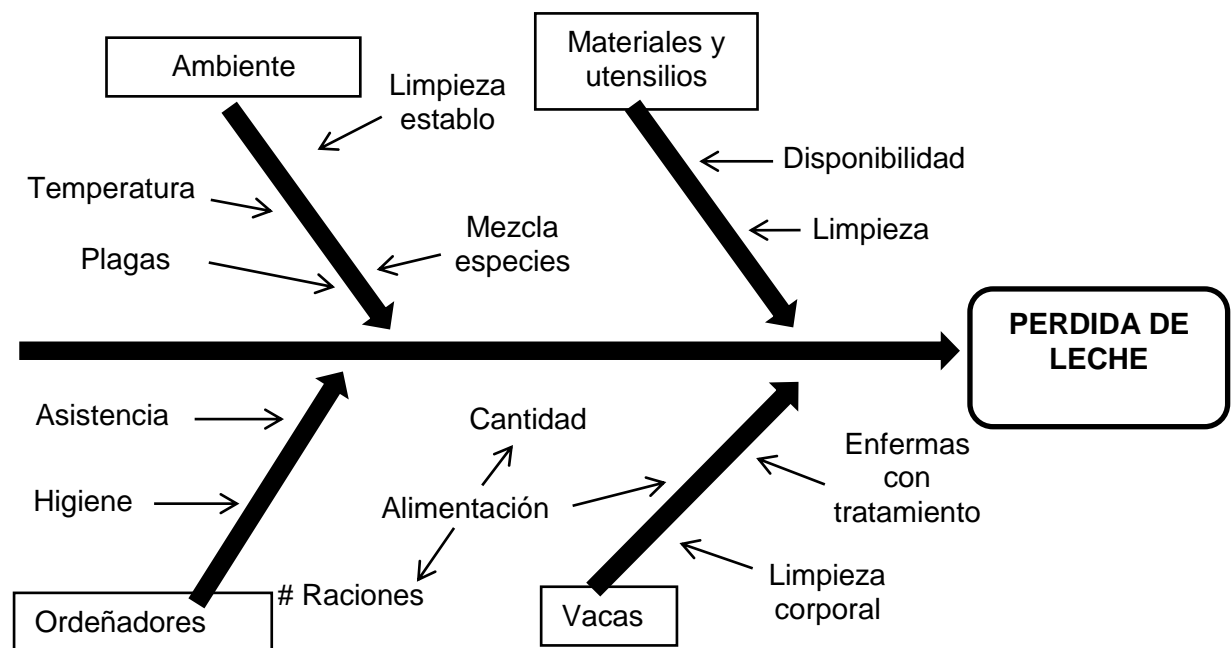 Ambiente
Materiales y
utensilios
Limpieza
establo
Disponibilidad
Temperatura
Limpieza
Mezcla
especies
Plagas
PERDIDA DE
LECHE
Asistencia
Cantidad
Enfermas
con
tratamiento
Higiene
Alimentación
# Raciones
Limpieza
corporal
Ordeñadores
Vacas